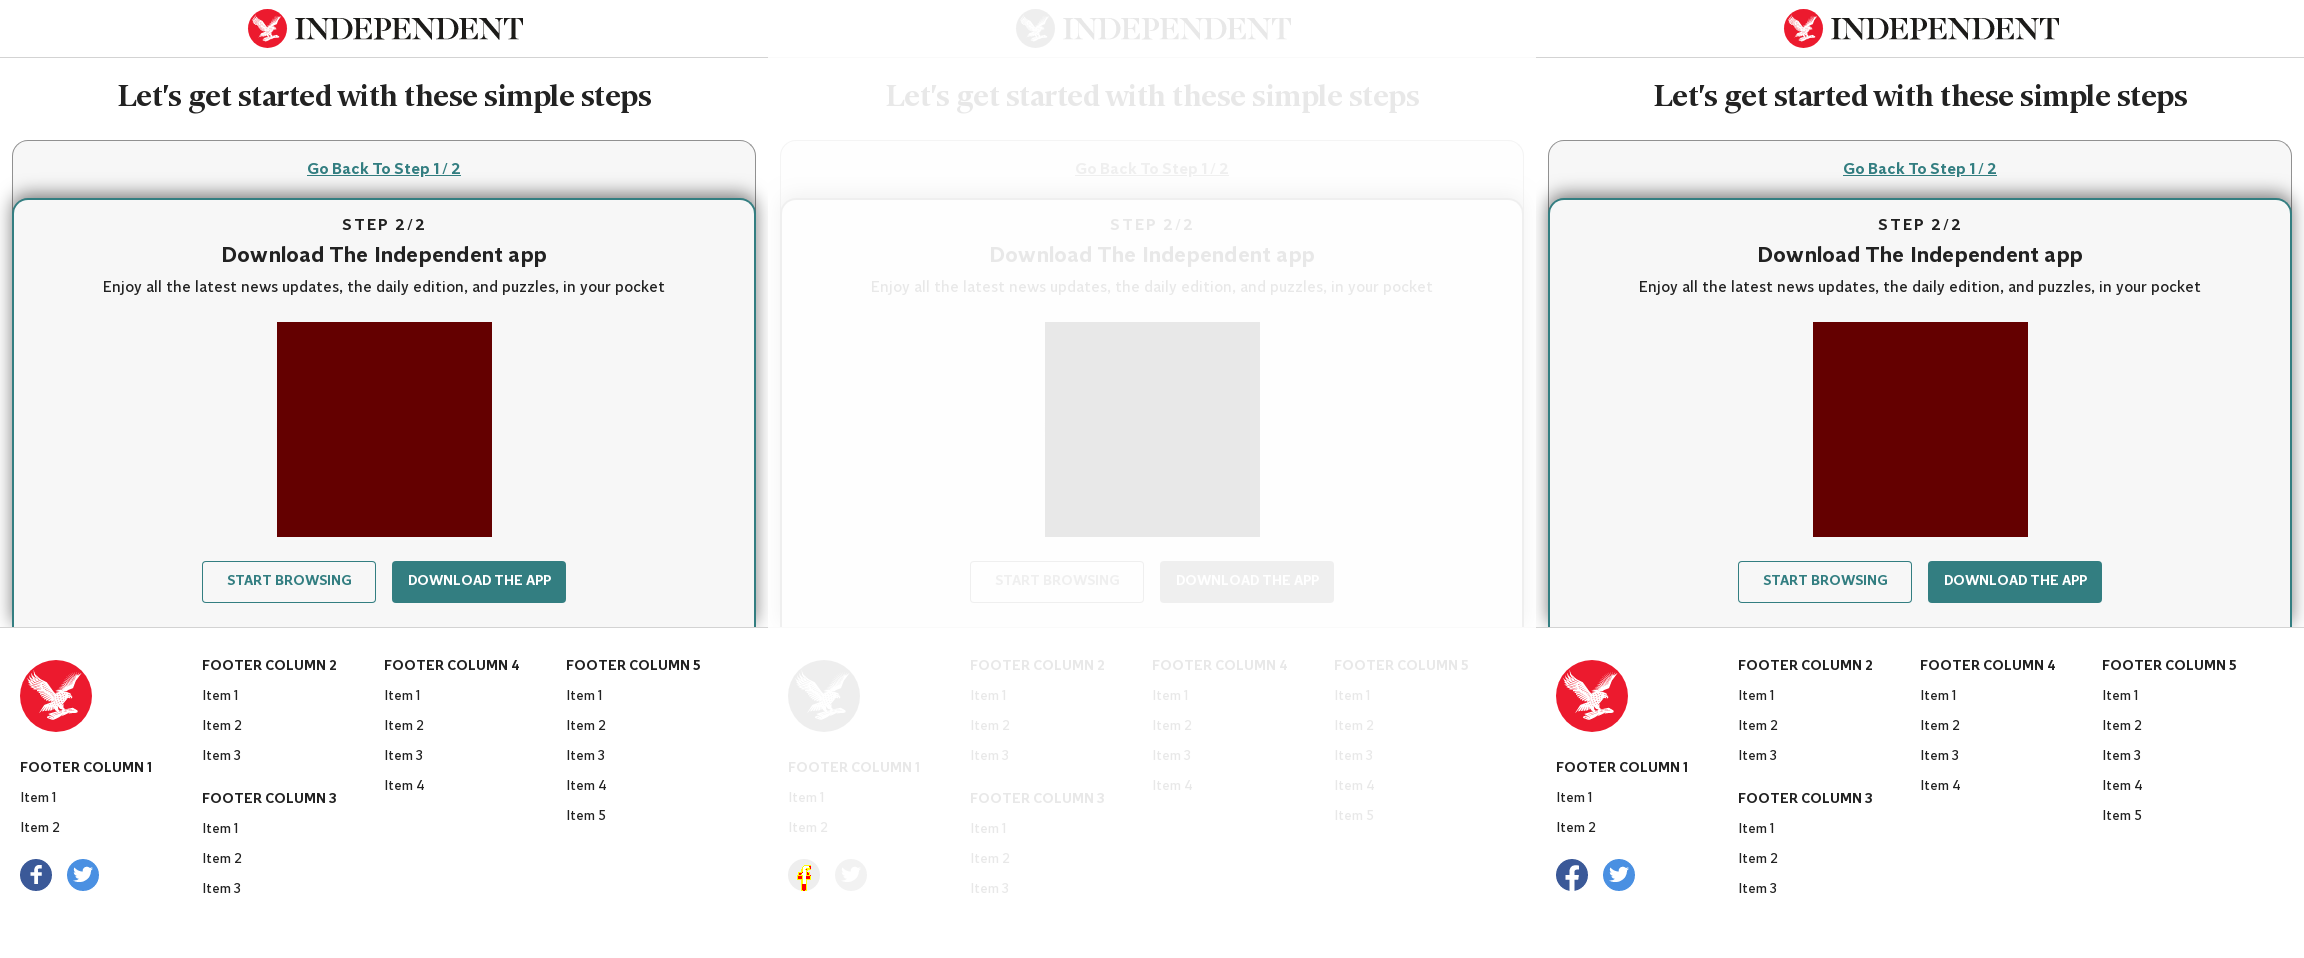 INDEPENDENT
Let's get started with these simple steps
Go Back To Step 1 / 2
STEP 2/2
Download The Independent app
Enjoy all the latest news updates, the daily edition, and puzzles, in your pocket
START BROWSING
DOWNLOAD THE APP
FOOTER COLUMN 1
Item 1
Item 2
FOOTER COLUMN 2
Item 1
Item 2
Item 3
FOOTER COLUMN 3
Item 1
Item 2
Item 3
FOOTER COLUMN 4
Item 1
Item 2
Item 3
Item 4
FOOTER COLUMN 5
Item 1
Item 2
Item 3
Item 4
Item 5
INDEPENDENT
Let's get started with these simple steps
Go Back To Step 1 / 2
STEP 2/2
Download The Independent app
Enjoy all the latest news updates, the daily edition, and puzzles, in your pocket
START BROWSING
DOWNLOAD THE APP
FOOTER COLUMN 1
Item 1
Item 2
FOOTER COLUMN 2
Item 1
Item 2
Item 3
FOOTER COLUMN 3
Item 1
Item 2
Item 3
FOOTER COLUMN 4
Item 1
Item 2
Item 3
Item 4
FOOTER COLUMN 5
Item 1
Item 2
Item 3
Item 4
Item 5
INDEPENDENT
Let's get started with these simple steps
Go Back To Step 1 / 2
STEP 2/2
Download The Independent app
Enjoy all the latest news updates, the daily edition, and puzzles, in your pocket
START BROWSING
DOWNLOAD THE APP
FOOTER COLUMN 1
Item 1
Item 2
FOOTER COLUMN 2
Item 1
Item 2
Item 3
FOOTER COLUMN 3
Item 1
Item 2
Item 3
FOOTER COLUMN 4
Item 1
Item 2
Item 3
Item 4
FOOTER COLUMN 5
Item 1
Item 2
Item 3
Item 4
Item 5